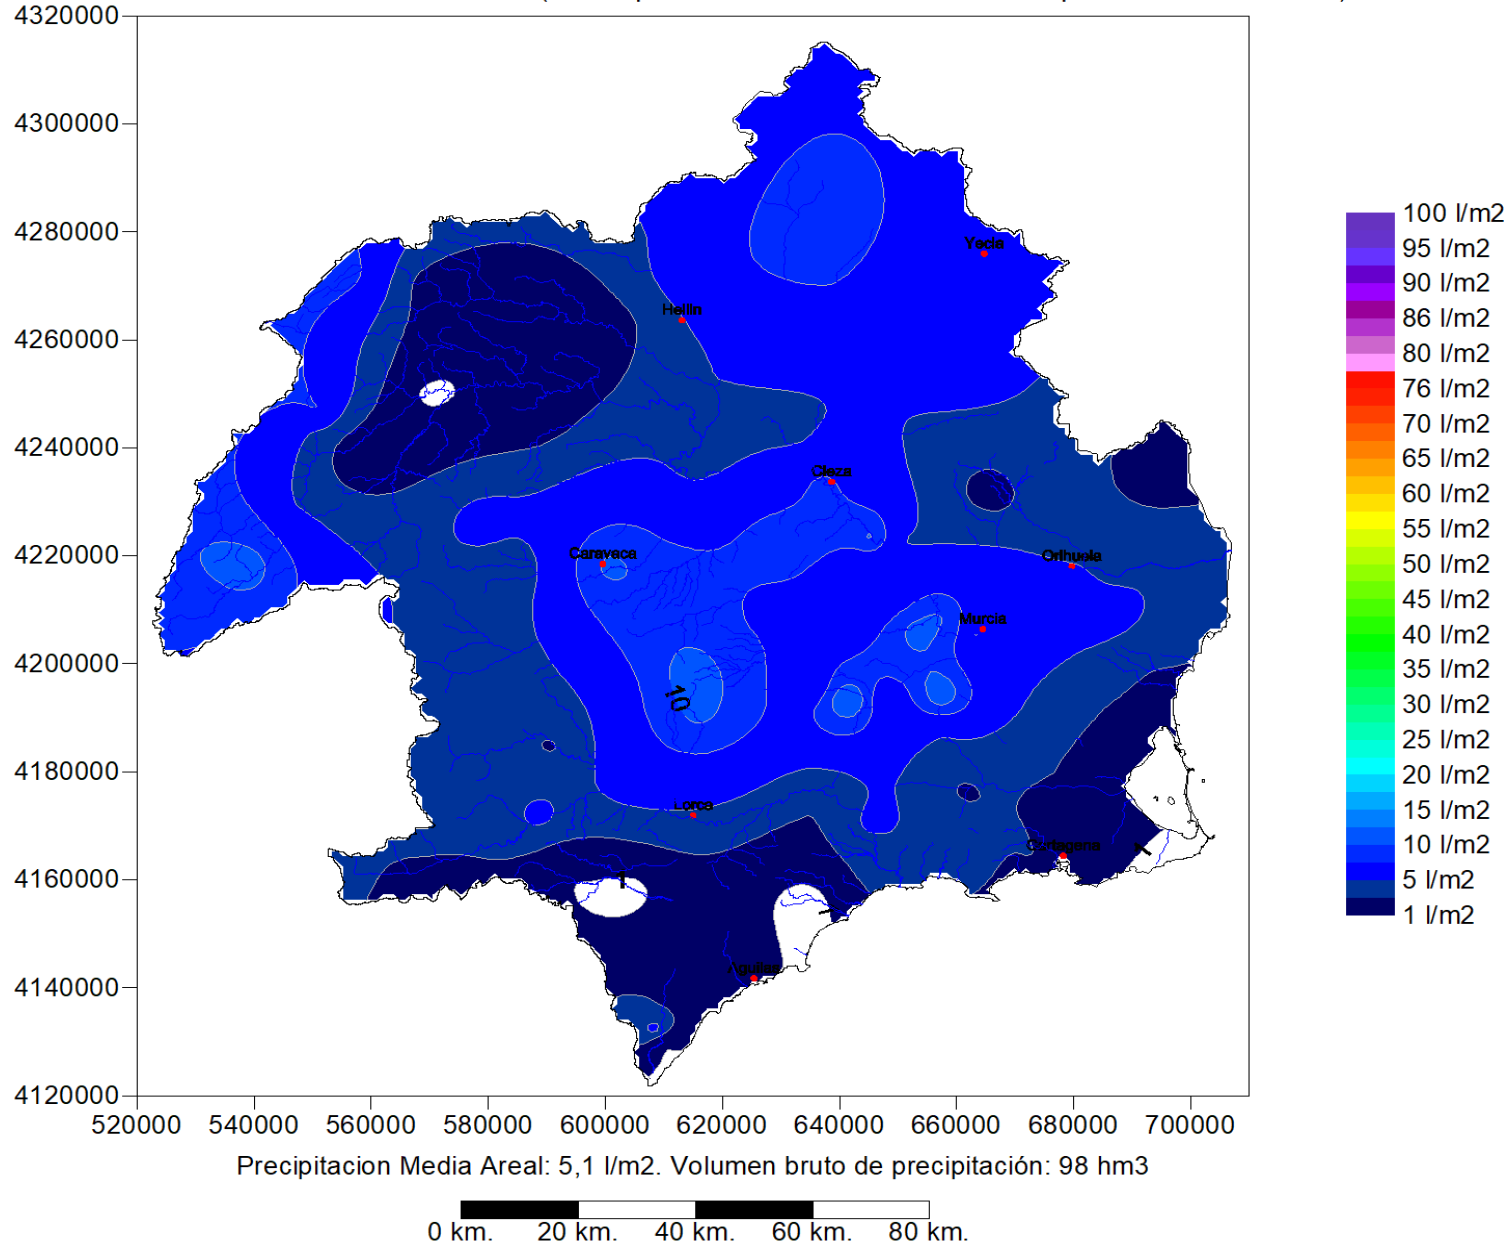 4320000
4300000
4280000
4260000
4240000
4220000
4200000
4180000
4160000
4140000
4120000
520000 540000 560000 580000 600000 620000 640000 660000 680000 700000
Yecla
Hellin
Cieza
Caravaca
Orihuela
Murcia
10
Lorca
Cartagena
1
1
1
Aguilas
100 l/m2
95 l/m2
90 l/m2
86 l/m2
80 l/m2
76 l/m2
70 l/m2
65 l/m2
60 l/m2
55 l/m2
50 l/m2
45 l/m2
40 l/m2
35 l/m2
30 l/m2
25 l/m2
20 l/m2
15 l/m2
10 l/m2
5 l/m2
1 l/m2
Precipitacion Media Areal: 5,1 l/m2. Volumen bruto de precipitación: 98 hm3
0 km. 20 km. 40 km. 60 km. 80 km.